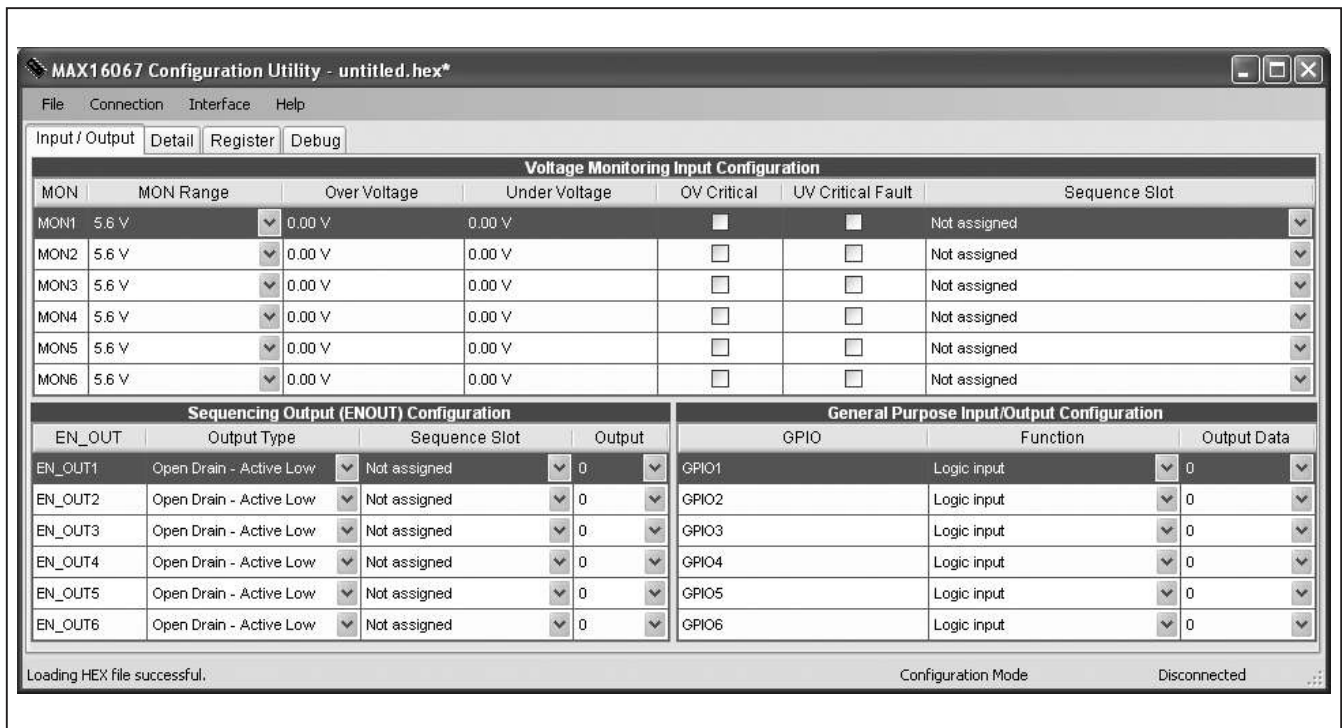 MAX16067 Configuration Utility - untitled.hex*
File Connection Interface Help
Input / Output Detail Register Debug
Voltage Monitoring Input Configuration
MON MON Range Over Voltage Under Voltage OV Critical UV Critical Fault Sequence Slot
MON1 5.6 V 0.00 V 0.00 V Not assigned
MON2 5.6 V 0.00 V 0.00 V Not assigned
MON3 5.6 V 0.00 V 0.00 V Not assigned
MON4 5.6 V 0.00 V 0.00 V Not assigned
MON5 5.6 V 0.00 V 0.00 V Not assigned
MON6 5.6 V 0.00 V 0.00 V Not assigned
Sequencing Output (ENOUT) Configuration General Purpose Input/Output Configuration
EN_OUT Output Type Sequence Slot Output GPIO Function Output Data
EN_OUT1 Open Drain - Active Low Not assigned 0 GPIO1 Logic input 0
EN_OUT2 Open Drain - Active Low Not assigned 0 GPIO2 Logic input 0
EN_OUT3 Open Drain - Active Low Not assigned 0 GPIO3 Logic input 0
EN_OUT4 Open Drain - Active Low Not assigned 0 GPIO4 Logic input 0
EN_OUT5 Open Drain - Active Low Not assigned 0 GPIO5 Logic input 0
EN_OUT6 Open Drain - Active Low Not assigned 0 GPIO6 Logic input 0
Loading HEX file successful. Configuration Mode Disconnected